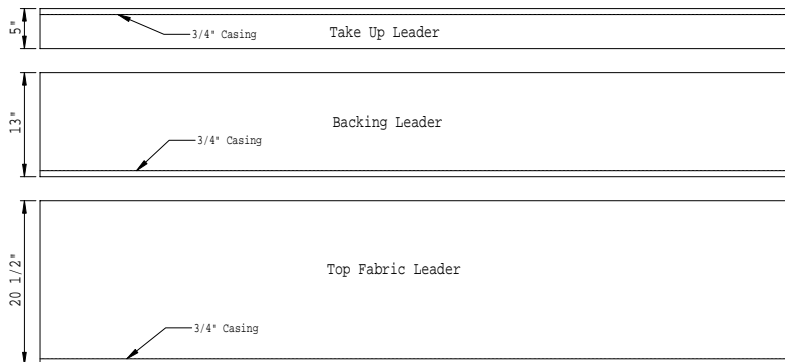 5"
3/4" Casing
Take Up Leader
13"
Backing Leader
3/4" Casing
20 1/2"
Top Fabric Leader
3/4" Casing